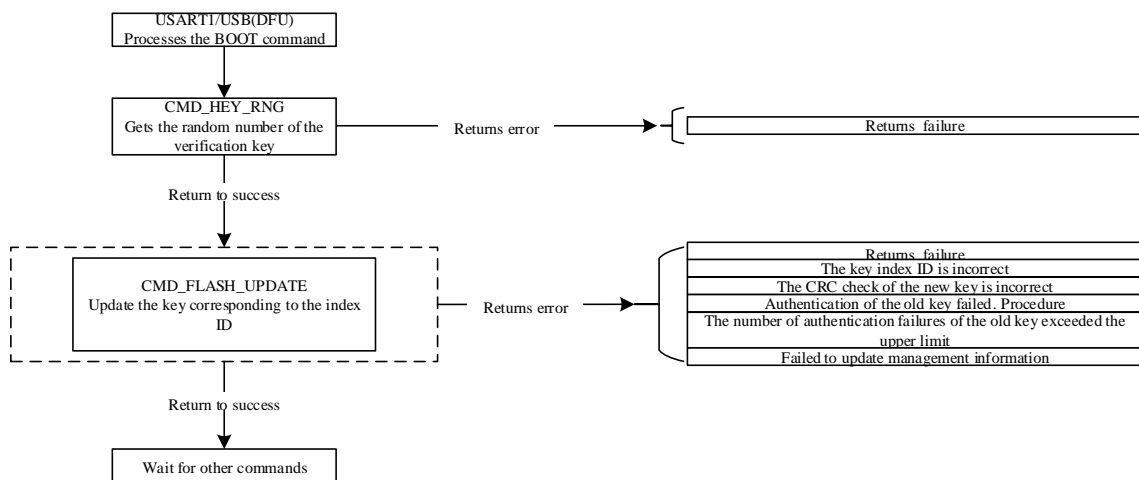 USART1/USB(DFU)
Processes the BOOT command
CMD_HEY_RNG
Gets the random number of the
verification key
Returns error
Returns  failure
Return to success
CMD_FLASH_UPDATE
Update the key corresponding to the index
ID
Returns error
Returns  failure
The key index ID is incorrect
The CRC check of the new key is incorrect
Authentication of the old key failed. Procedure
The number of authentication failures of the old key exceeded the
upper limit
Failed to update management information
Return to success
Wait for other commands